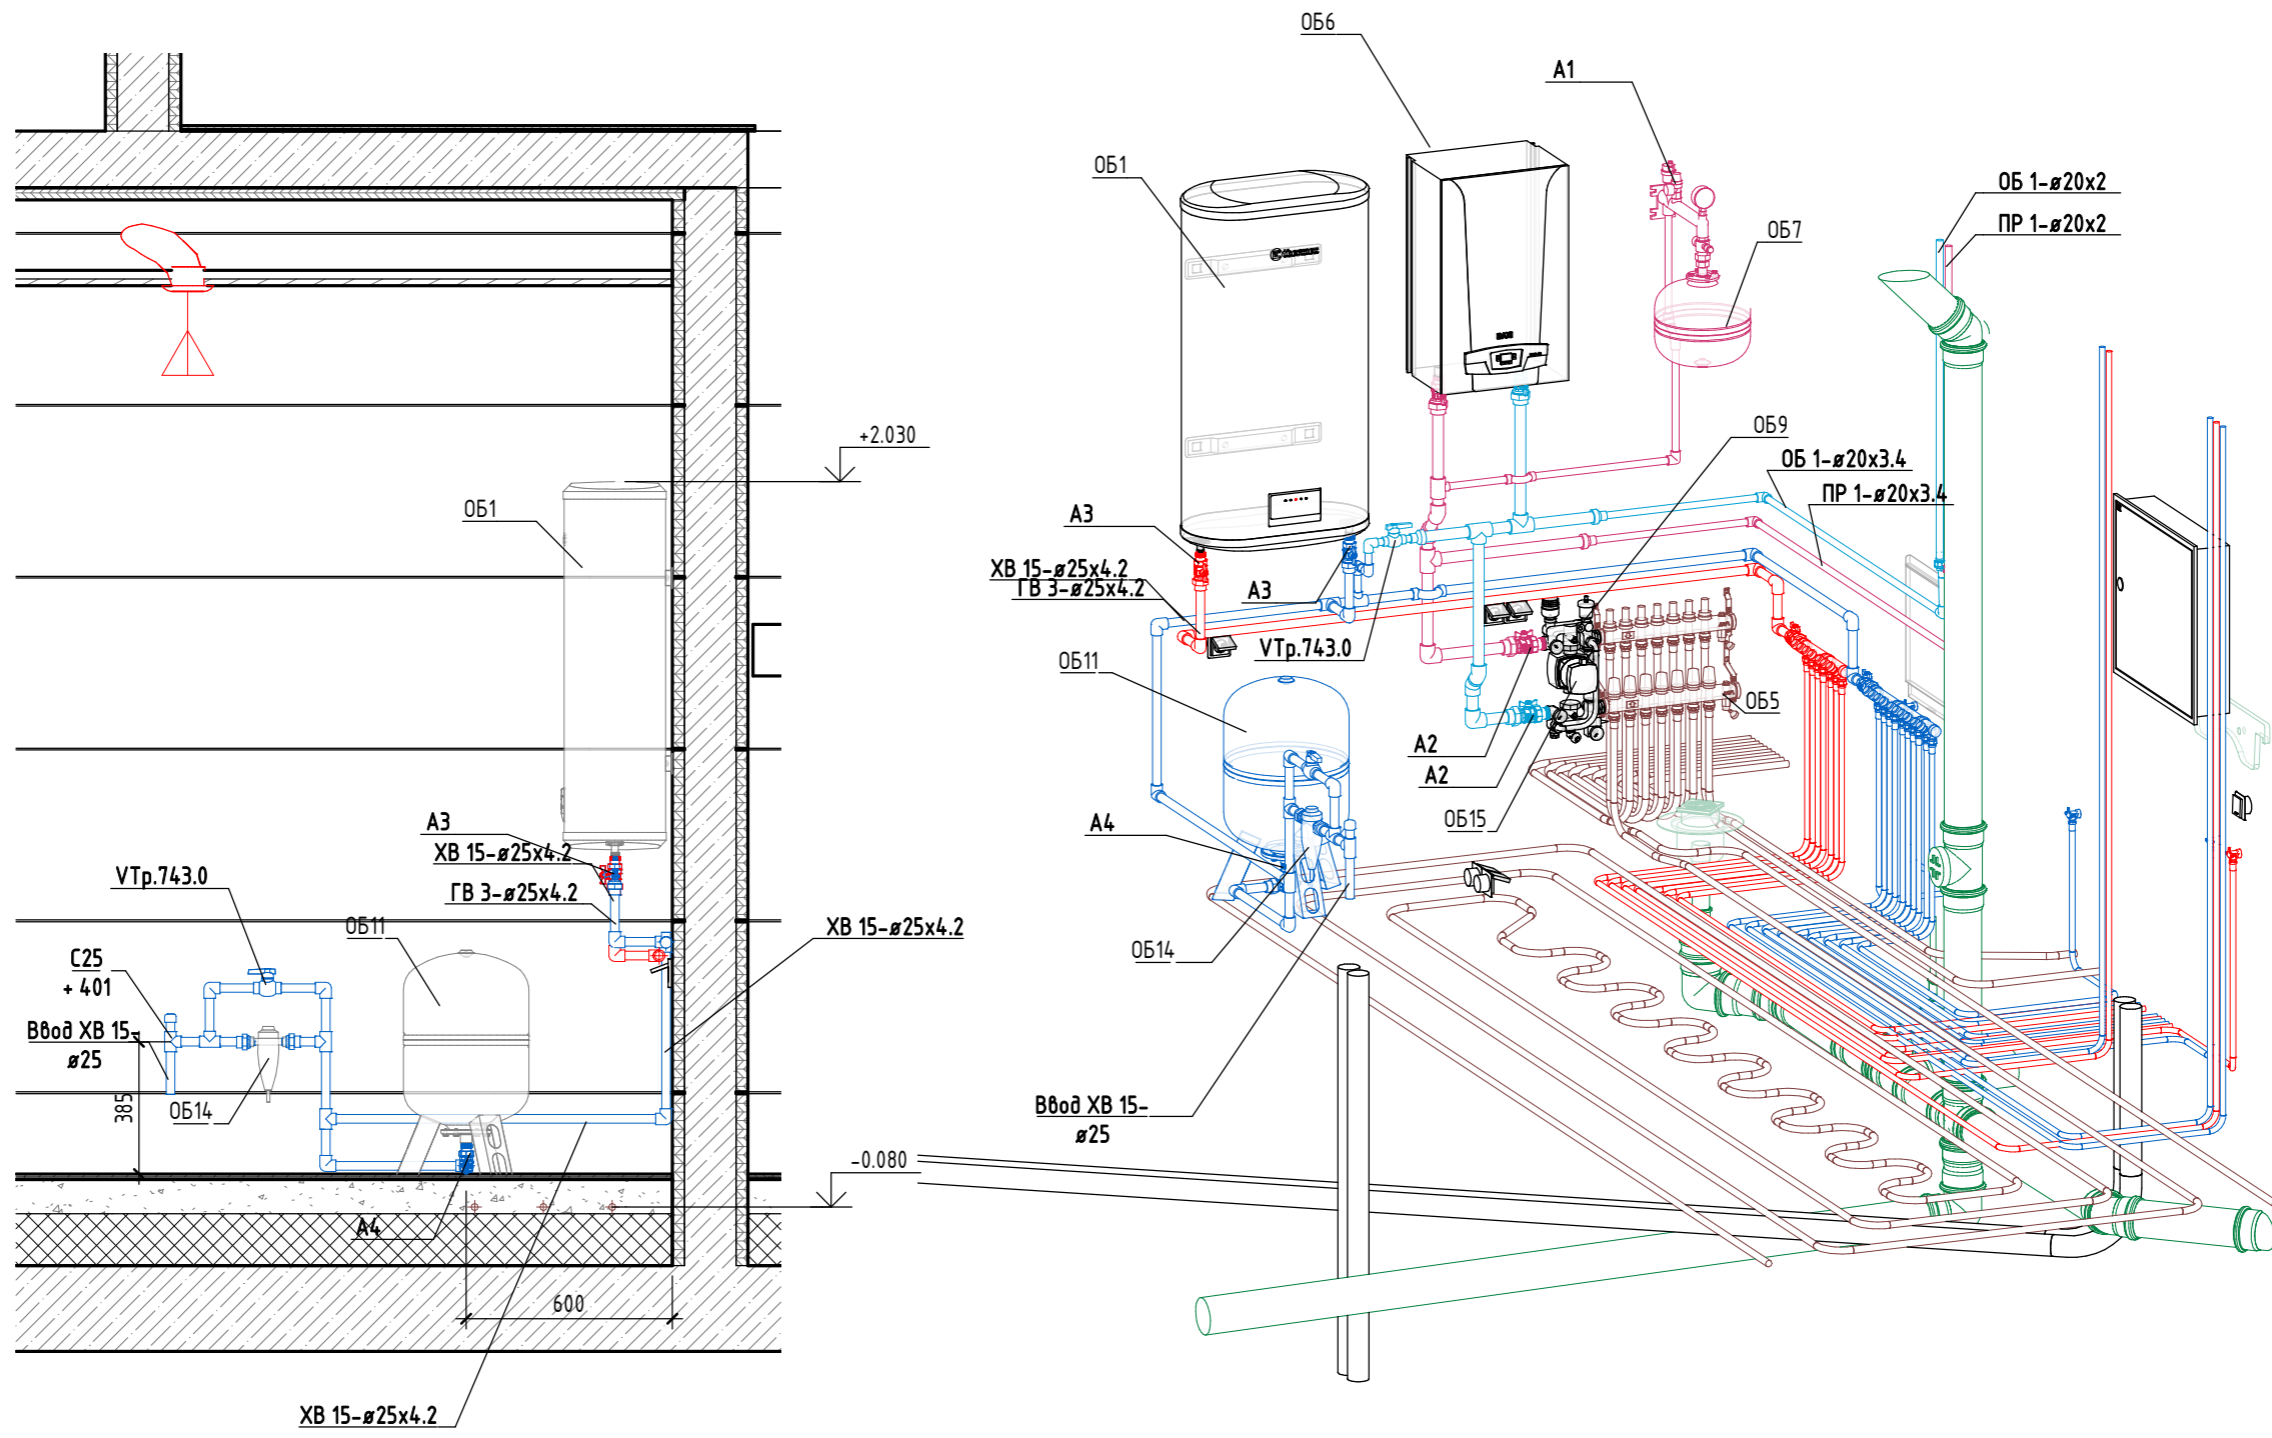 +2.030
ОБ1
А3
ХВ 15-ø25х4.2
ГВ 3-ø25х4.2
VTp.743.0
ОБ11
ХВ 15-ø25х4.2
С25
+ 401
Ввод ХВ 15-
ø25
385
ОБ14
-0.080
А4
600
ХВ 15-ø25х4.2
ОБ6
А1
ОБ1
ОБ 1-ø20х2
ПР 1-ø20х2
ОБ7
ОБ9
ОБ 1-ø20х3.4
ПР 1-ø20х3.4
А3
ХВ 15-ø25х4.2
ГВ 3-ø25х4.2
А3
VTp.743.0
ОБ11
ОБ5
А2
А2
ОБ15
А4
ОБ14
Ввод ХВ 15-
ø25